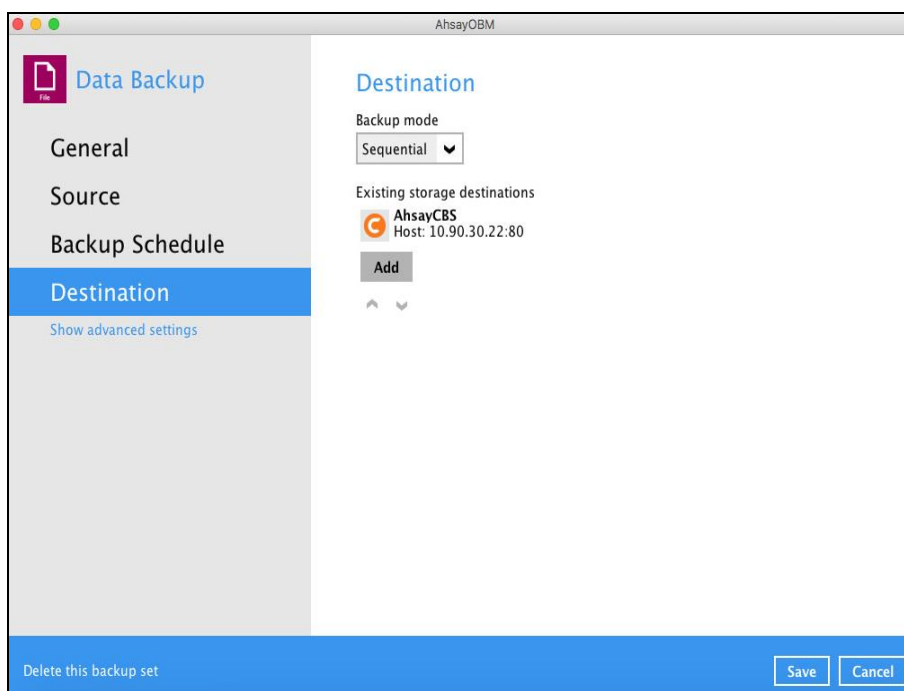 AhsayOBM
File
Data Backup
General
Source
Backup Schedule
Destination
Show advanced settings
Destination
Backup mode
Sequential
Existing storage destinations
AhsayCBS
Host: 10.90.30.22:80
Add
Delete this backup set
Save
Cancel